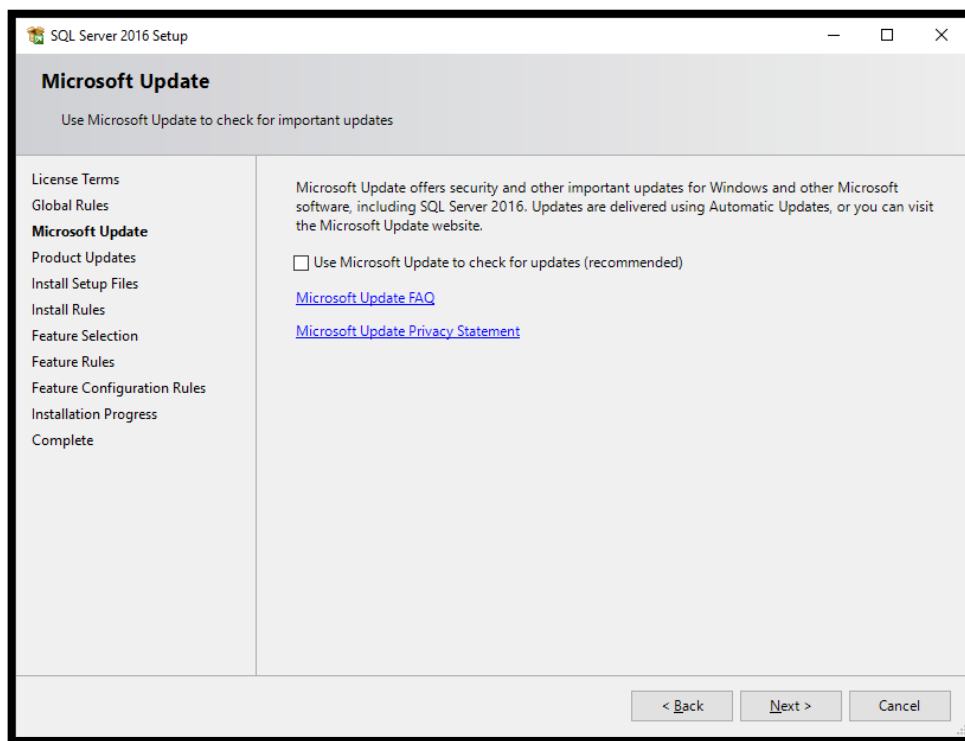 SQL Server 2016 Setup
Microsoft Update
Use Microsoft Update to check for important updates
License Terms
Global Rules
Microsoft Update
Product Updates
Install Setup Files
Install Rules
Feature Selection
Feature Rules
Feature Configuration Rules
Installation Progress
Complete
Microsoft Update offers security and other important updates for Windows and other Microsoft
software, including SQL Server 2016. Updates are delivered using Automatic Updates, or you can visit
the Microsoft Update website.
Use Microsoft Update to check for updates (recommended)
Microsoft Update FAQ
Microsoft Update Privacy Statement
< Back
Next >
Cancel